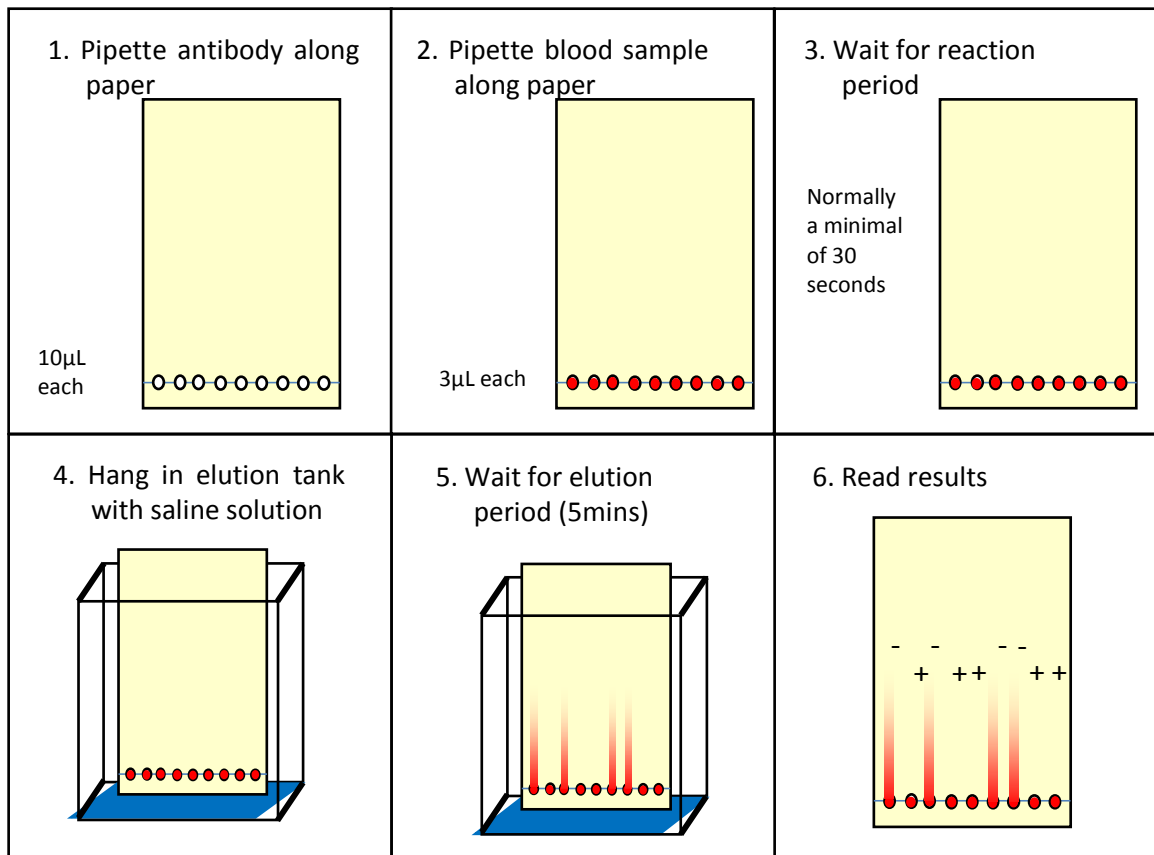 1. Pipette antibody along
paper
10µL
each
2. Pipette blood sample
along paper
3µL each
3. Wait for reaction
period
Normally
a minimal
of 30
seconds
4. Hang in elution tank
with saline solution
5. Wait for elution
period (5mins)
6. Read results
- - - -
+ + + + +